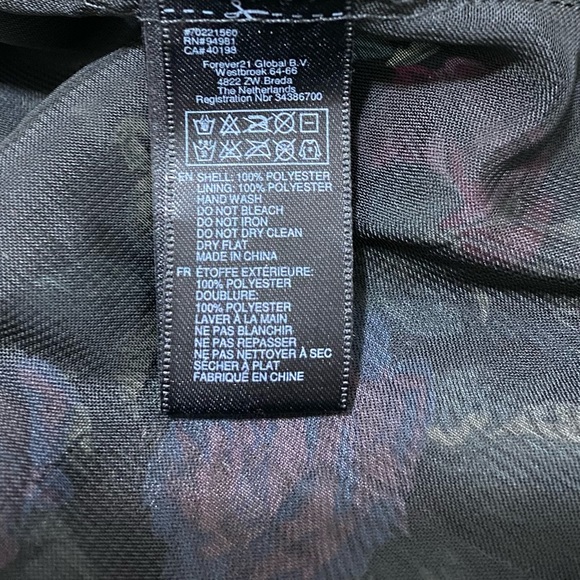 #70221560
RN#94981
CA#40198
Forever21 Global B.V.
Westbroek 64-66
4822 ZW.Breda
The Netherlands
Registration Nbr 34386700
EN SHELL: 100% POLYESTER
LINING: 100% POLYESTER
HAND WASH
DO NOT BLEACH
DO NOT IRON
DO NOT DRY CLEAN
DRY FLAT
MADE IN CHINA
FR ÉTOFFE EXTÉRIEURE:
100% POLYESTER
DOUBLURE:
100% POLYESTER
LAVER À LA MAIN
NE PAS BLANCHIR
NE PAS REPASSER
NE PAS NETTOYER À SEC
SÉCHER À PLAT
FABRIQUÉ EN CHINE